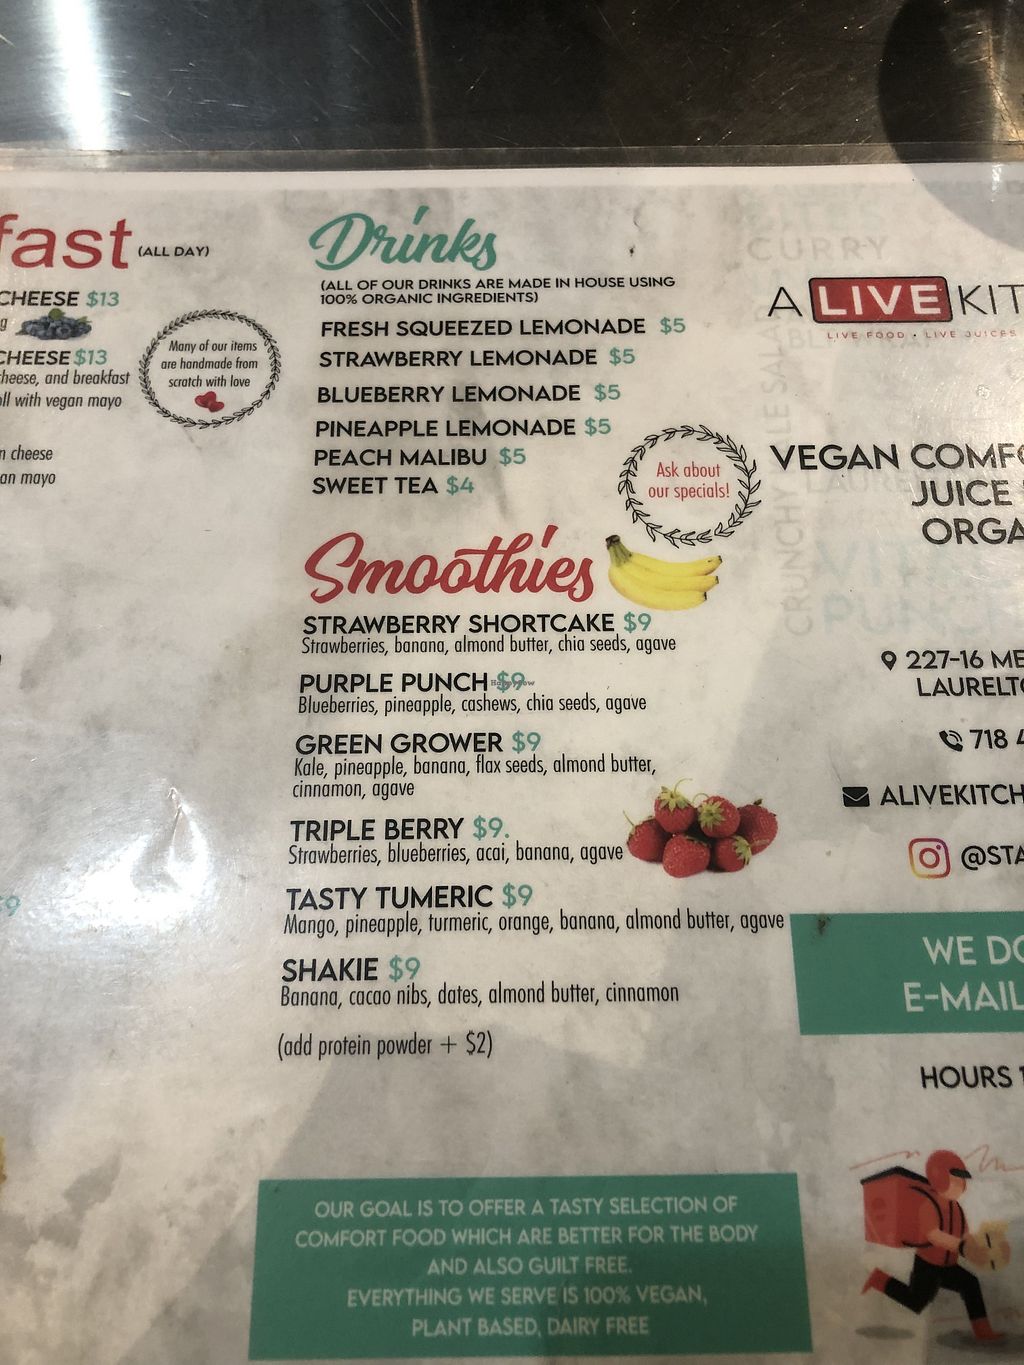 fast (ALL DAY)
CHEESE $13
CHEESE $13
cheese, and breakfast
oll with vegan mayo
n cheese
an mayo
Many of our items
are handmade from
scratch with love
$9
Drinks
(ALL OF OUR DRINKS ARE MADE IN HOUSE USING
100% ORGANIC INGREDIENTS)
FRESH SQUEEZED LEMONADE $5
STRAWBERRY LEMONADE $5
BLUEBERRY LEMONADE $5
PINEAPPLE LEMONADE $5
PEACH MALIBU $5
SWEET TEA $4
Ask about
our specials!
Smoothies
STRAWBERRY SHORTCAKE $9
Strawberries, banana, almond butter, chia seeds, agave
PURPLE PUNCH $9
HappyCow
Blueberries, pineapple, cashews, chia seeds, agave
GREEN GROWER $9
Kale, pineapple, banana, flax seeds, almond butter,
cinnamon, agave
TRIPLE BERRY $9.
Strawberries, blueberries, acai, banana, agave
TASTY TUMERIC $9
Mango, pineapple, turmeric, orange, banana, almond butter, agave
SHAKIE $9
Banana, cacao nibs, dates, almond butter, cinnamon
(add protein powder + $2)
OUR GOAL IS TO OFFER A TASTY SELECTION OF
COMFORT FOOD WHICH ARE BETTER FOR THE BODY
AND ALSO GUILT FREE.
EVERYTHING WE SERVE IS 100% VEGAN,
PLANT BASED, DAIRY FREE
CURRY
A LIVE KIT
LIVE FOOD • LIVE JUICES
VEGAN COMFO
JUICE
ORGA
227-16 ME
LAURELTO
718 4
ALIVEKITCH
@STA
WE DO
E-MAIL
HOURS 1